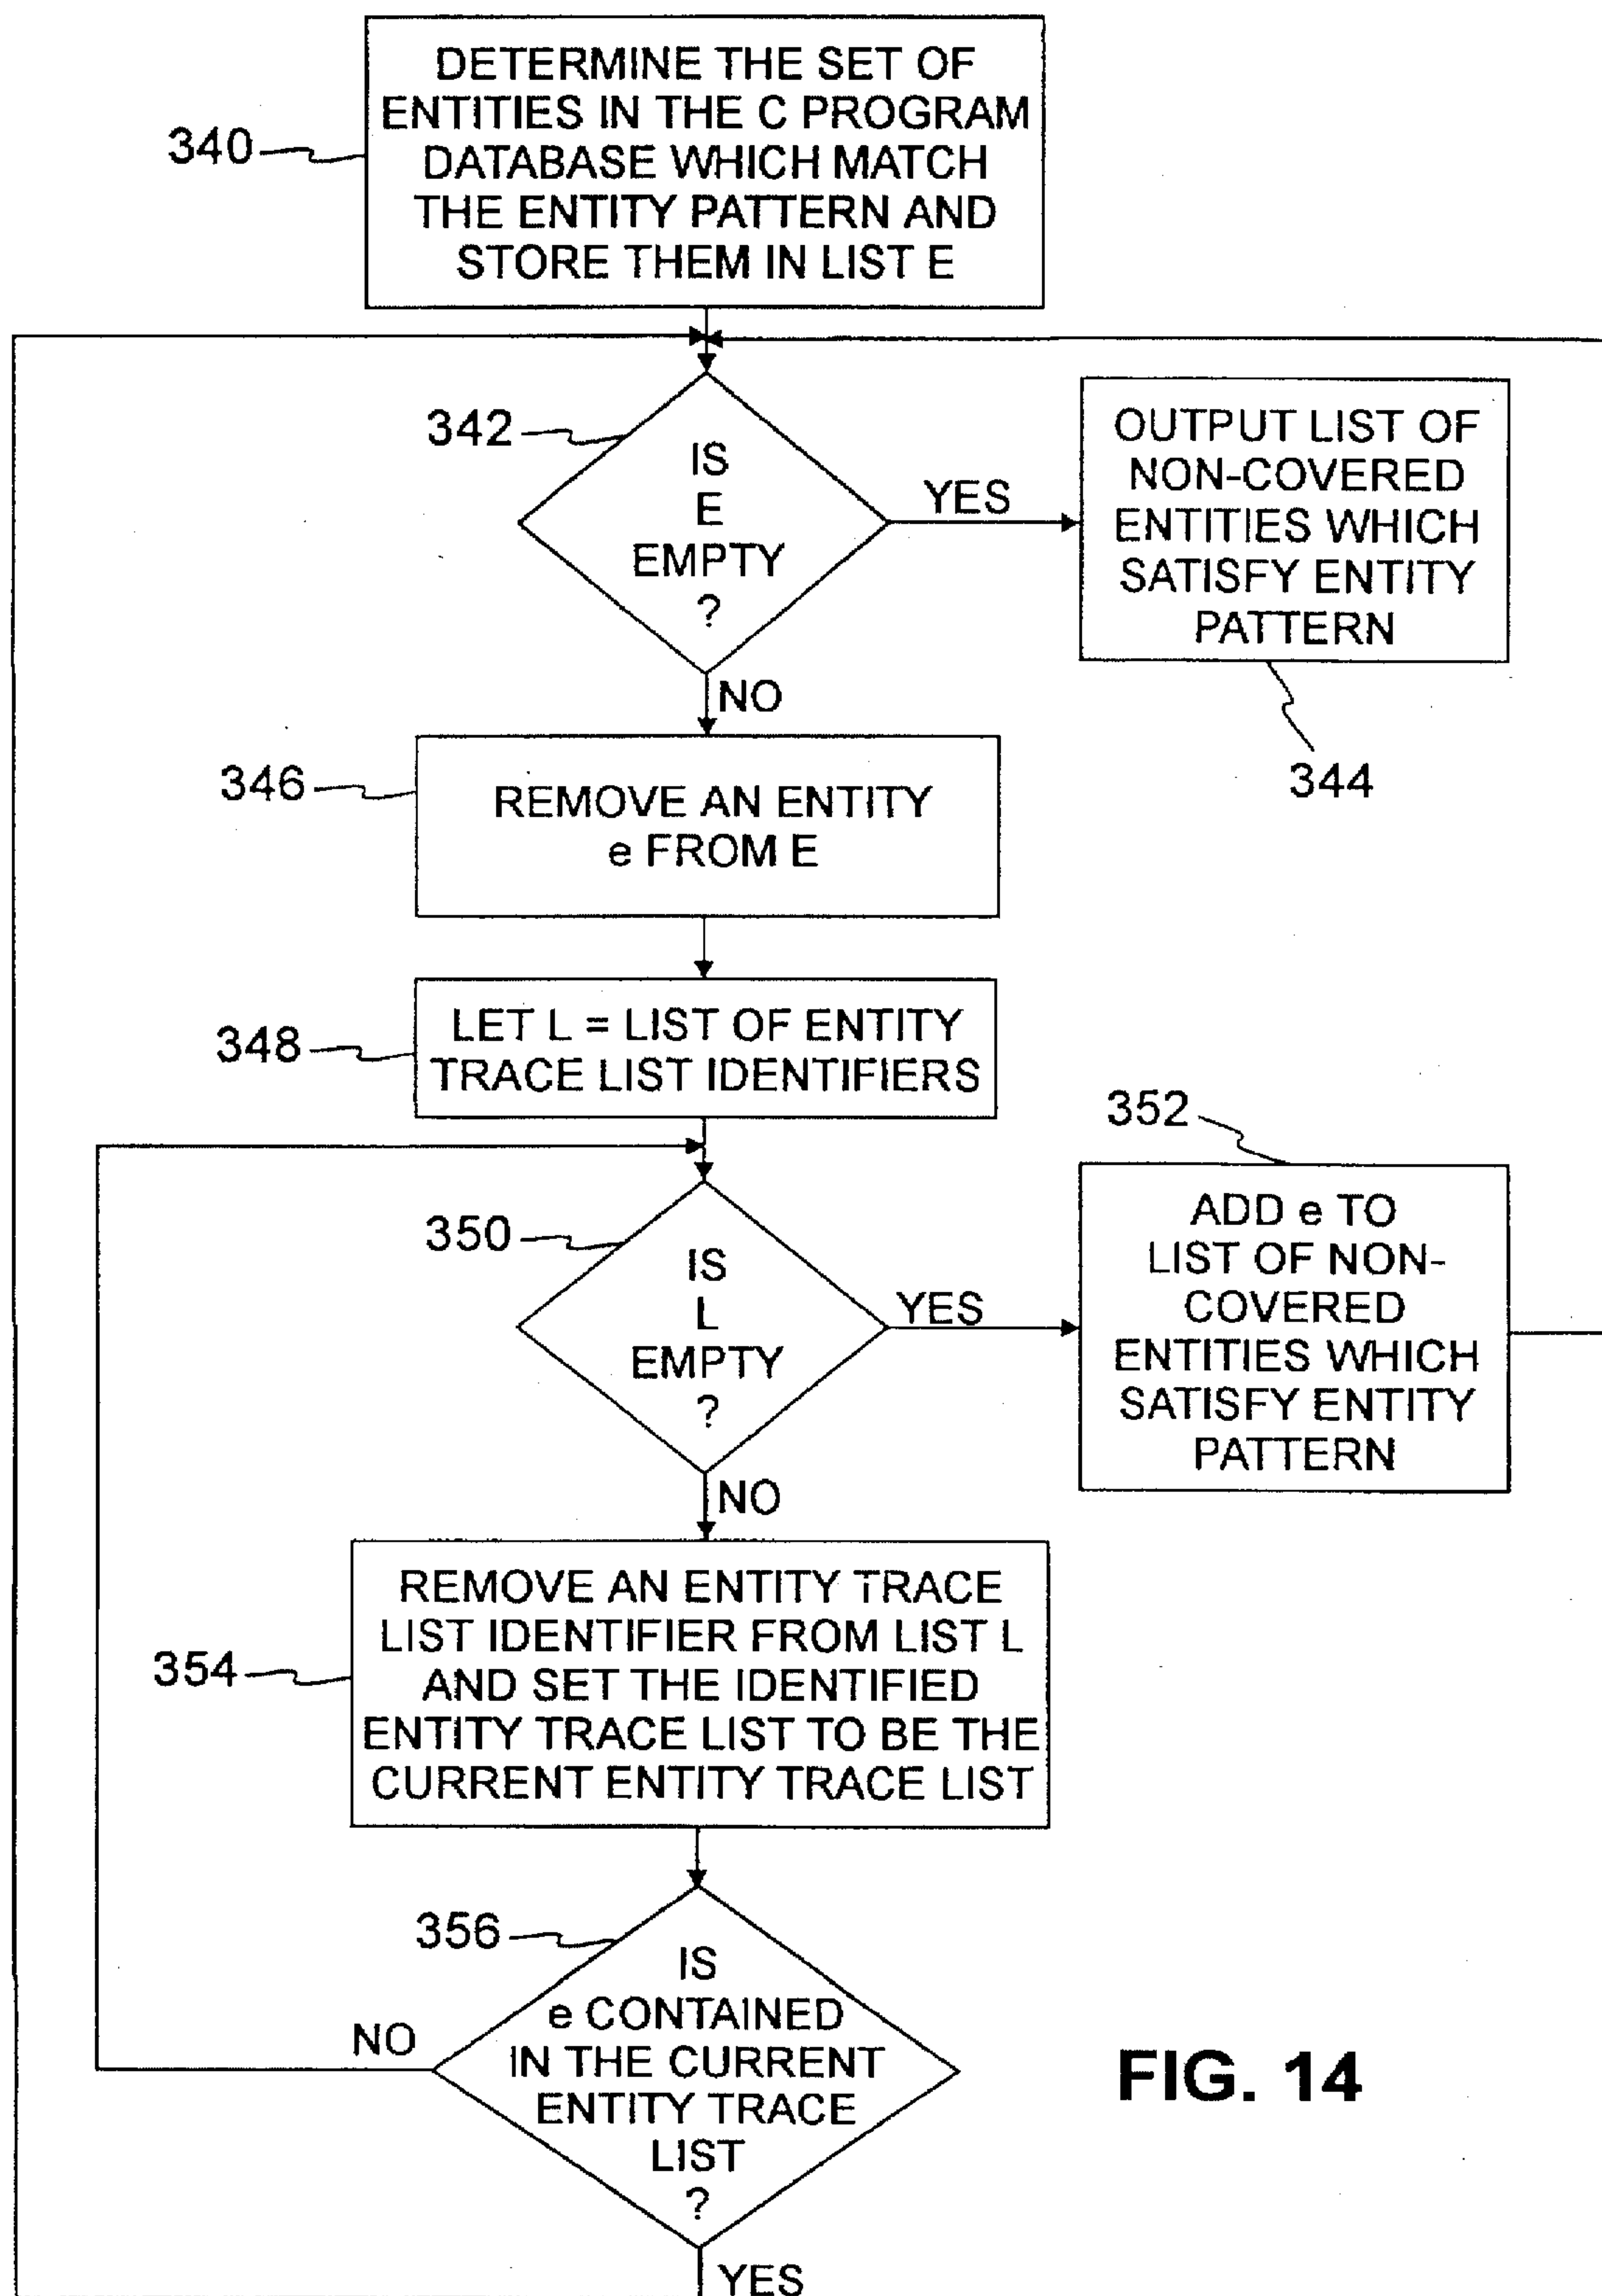 DETERMINE THE SET OF
ENTITIES IN THE C PROGRAM
DATABASE WHICH MATCH
THE ENTITY PATTERN AND
STORE THEM IN LIST E
340
342
IS
E
EMPTY
?
YES
OUTPUT LIST OF
NON-COVERED
ENTITIES WHICH
SATISFY ENTITY
PATTERN
344
NO
346
REMOVE AN ENTITY
e FROM E
348
LET L = LIST OF ENTITY
TRACE LIST IDENTIFIERS
350
IS
L
EMPTY
?
YES
352
ADD e TO
LIST OF NON-
COVERED
ENTITIES WHICH
SATISFY ENTITY
PATTERN
NO
354
REMOVE AN ENTITY TRACE
LIST IDENTIFIER FROM LIST L
AND SET THE IDENTIFIED
ENTITY TRACE LIST TO BE THE
CURRENT ENTITY TRACE LIST
356
IS
e CONTAINED
IN THE CURRENT
ENTITY TRACE
LIST
?
NO
YES
FIG. 14